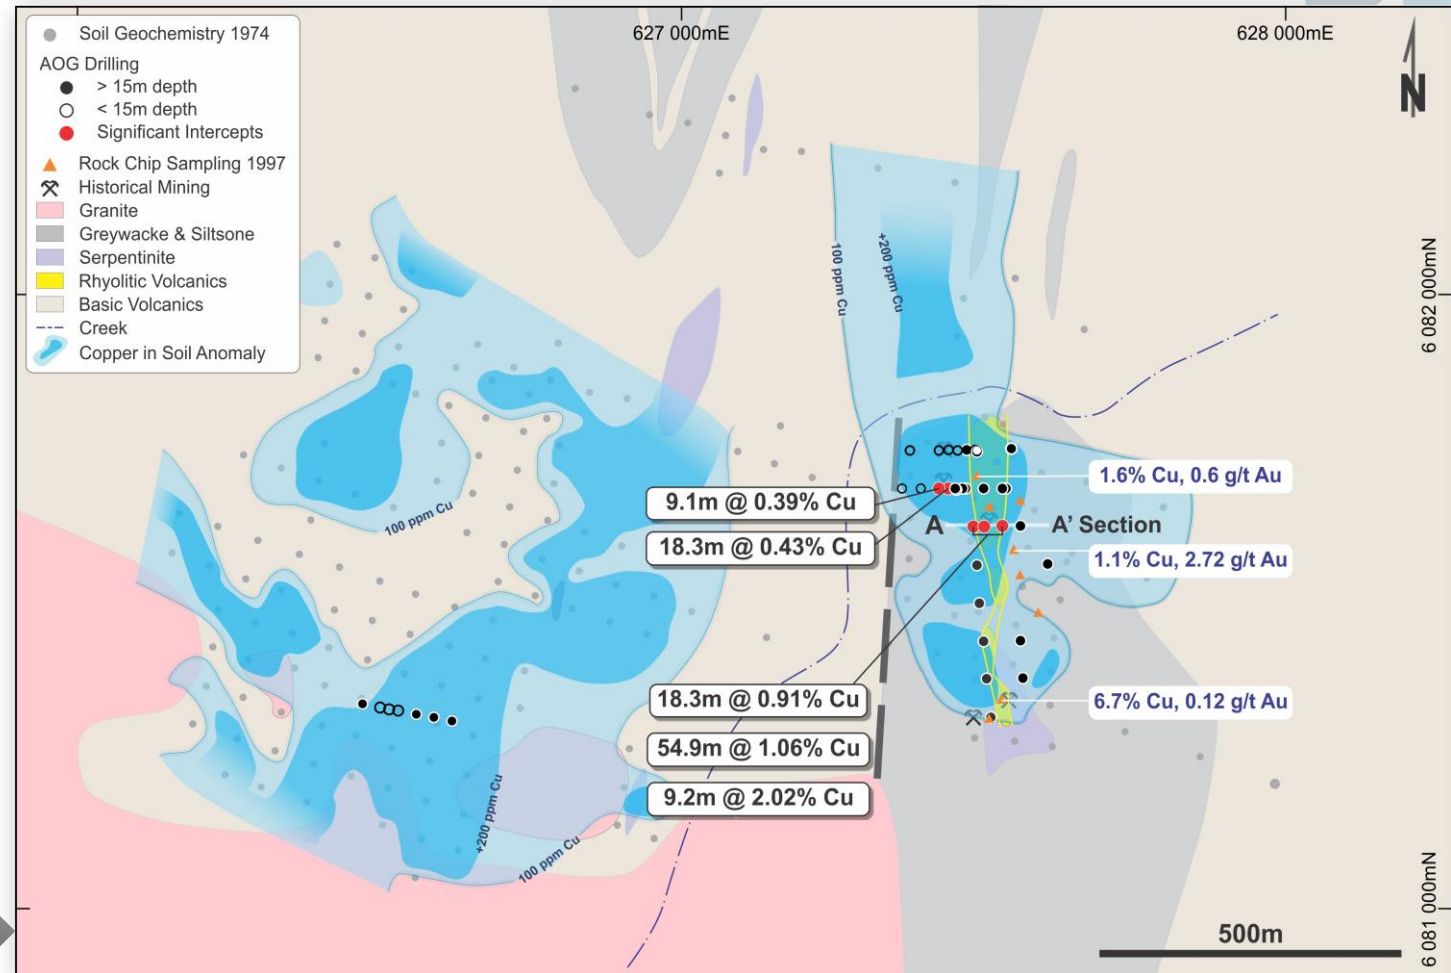 Soil Geochemistry 1974
AOG Drilling
> 15m depth
< 15m depth
Significant Intercepts
Rock Chip Sampling 1997
Historical Mining
Granite
Greywacke & Siltsone
Serpentinite
Rhyolitic Volcanics
Basic Volcanics
Creek
Copper in Soil Anomaly
627 000mE
628 000mE
N
6 082 000mN
6 081 000mN
100 ppm Cu
+200 ppm Cu
100 ppm Cu
+200 ppm Cu
100 ppm Cu
9.1m @ 0.39% Cu
18.3m @ 0.43% Cu
A
A' Section
1.6% Cu, 0.6 g/t Au
1.1% Cu, 2.72 g/t Au
6.7% Cu, 0.12 g/t Au
18.3m @ 0.91% Cu
54.9m @ 1.06% Cu
9.2m @ 2.02% Cu
500m